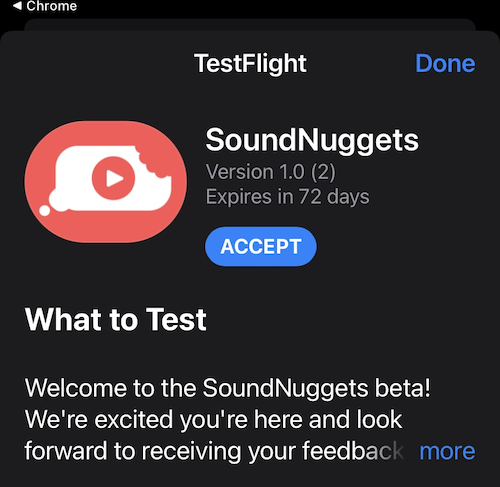 ◀ Chrome
TestFlight
Done
SoundNuggets
Version 1.0 (2)
Expires in 72 days
ACCEPT
What to Test
Welcome to the SoundNuggets beta!
We're excited you're here and look
forward to receiving your feedback more